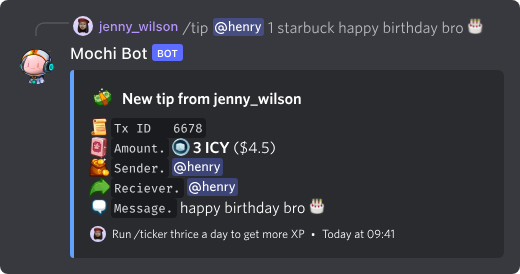 jenny_wilson /tip @henry 1 starbuck happy birthday bro 🎂
Mochi Bot BOT
New tip from jenny_wilson
Tx ID 6678
Amount. 3 ICY ($4.5)
Sender. @henry
Reciever. @henry
Message. happy birthday bro 🎂
Run /ticker thrice a day to get more XP • Today at 09:41